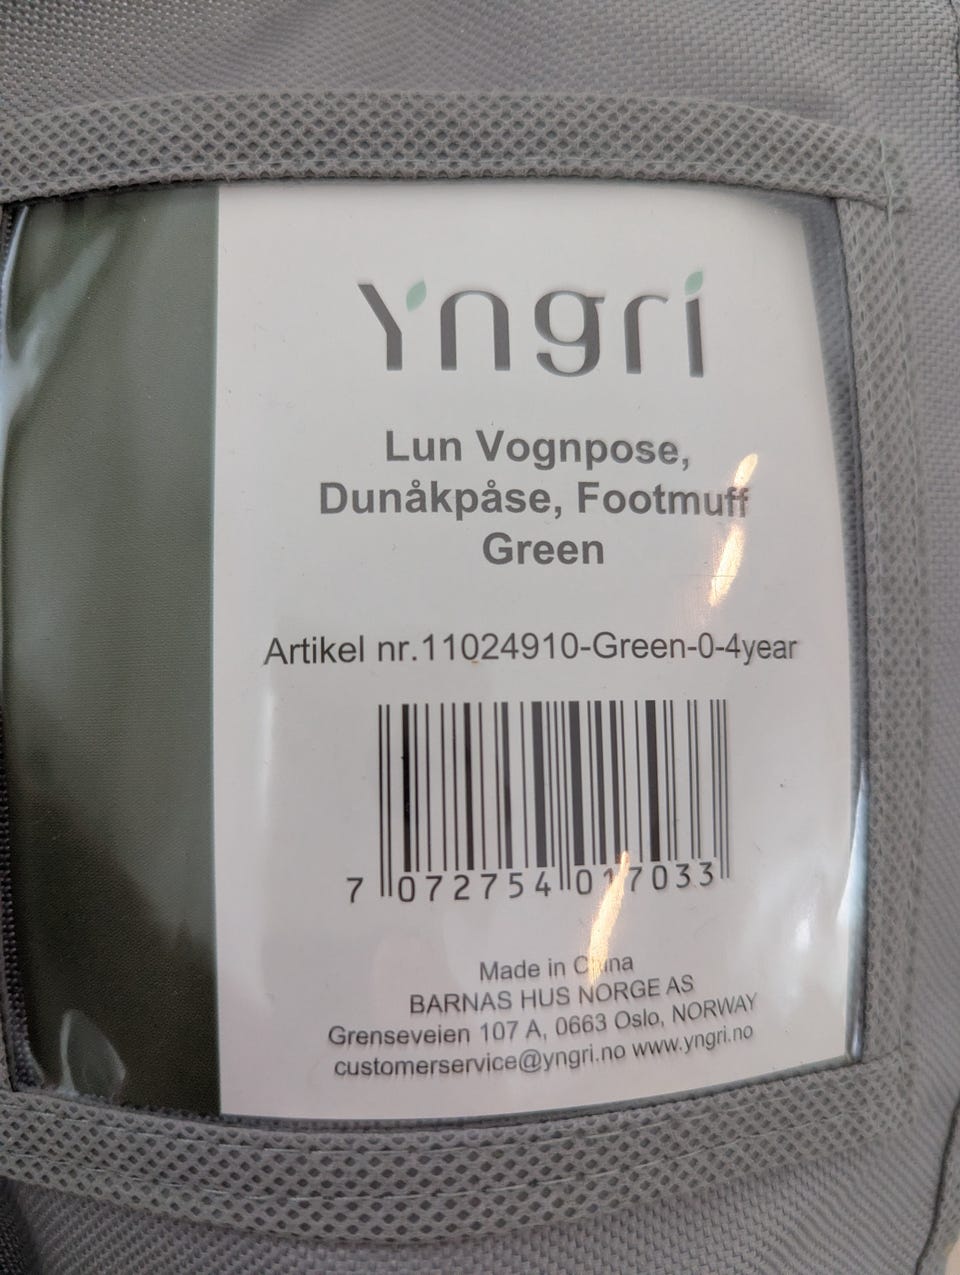 Yngri
Lun Vognpose,
Dunåkpåse, Footmuff
Green
Artikel nr.11024910-Green-0-4year
7 072754 017033
Made in China
BARNAS HUS NORGE AS
Grenseveien 107 A, 0663 Oslo, NORWAY
customerservice@yngri.no www.yngri.no